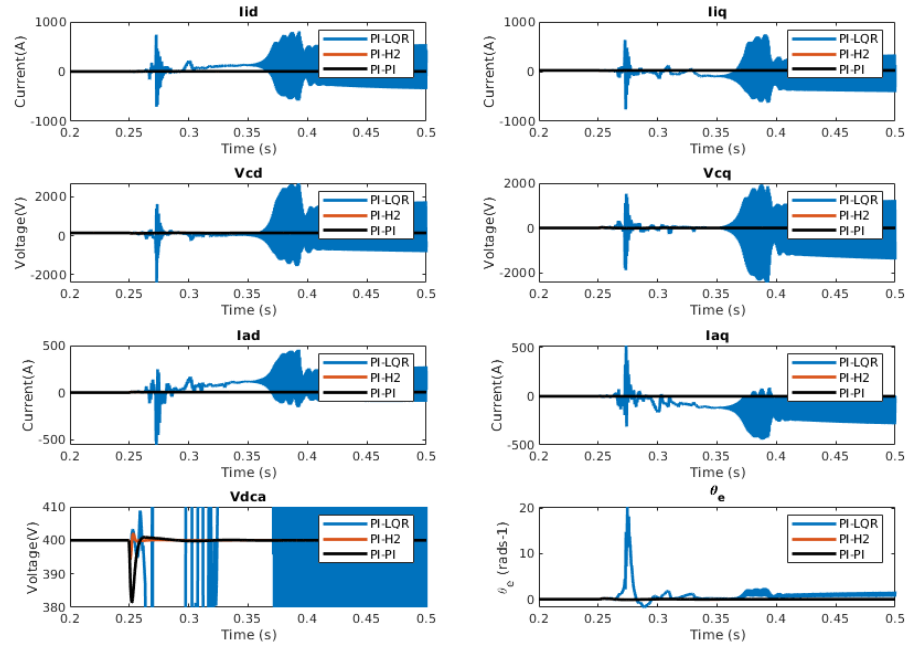 Iid
1000
0
-1000
Current(A)
PI-LQR
PI-H2
PI-PI
0.2 0.25 0.3 0.35 0.4 0.45 0.5
Time (s)
Iiq
1000
0
-1000
Current(A)
PI-LQR
PI-H2
PI-PI
0.2 0.25 0.3 0.35 0.4 0.45 0.5
Time (s)
Vcd
2000
0
-2000
Voltage(V)
PI-LQR
PI-H2
PI-PI
0.2 0.25 0.3 0.35 0.4 0.45 0.5
Time (s)
Vcq
2000
0
-2000
Voltage(V)
PI-LQR
PI-H2
PI-PI
0.2 0.25 0.3 0.35 0.4 0.45 0.5
Time (s)
Iad
500
0
-500
Current(A)
PI-LQR
PI-H2
PI-PI
0.2 0.25 0.3 0.35 0.4 0.45 0.5
Time (s)
Iaq
500
0
-500
Current(A)
PI-LQR
PI-H2
PI-PI
0.2 0.25 0.3 0.35 0.4 0.45 0.5
Time (s)
Vdca
410
400
390
380
Voltage(V)
PI-LQR
PI-H2
PI-PI
0.2 0.25 0.3 0.35 0.4 0.45 0.5
Time (s)
θe
20
10
0
θe (rads-1)
PI-LQR
PI-H2
PI-PI
0.2 0.25 0.3 0.35 0.4 0.45 0.5
Time (s)